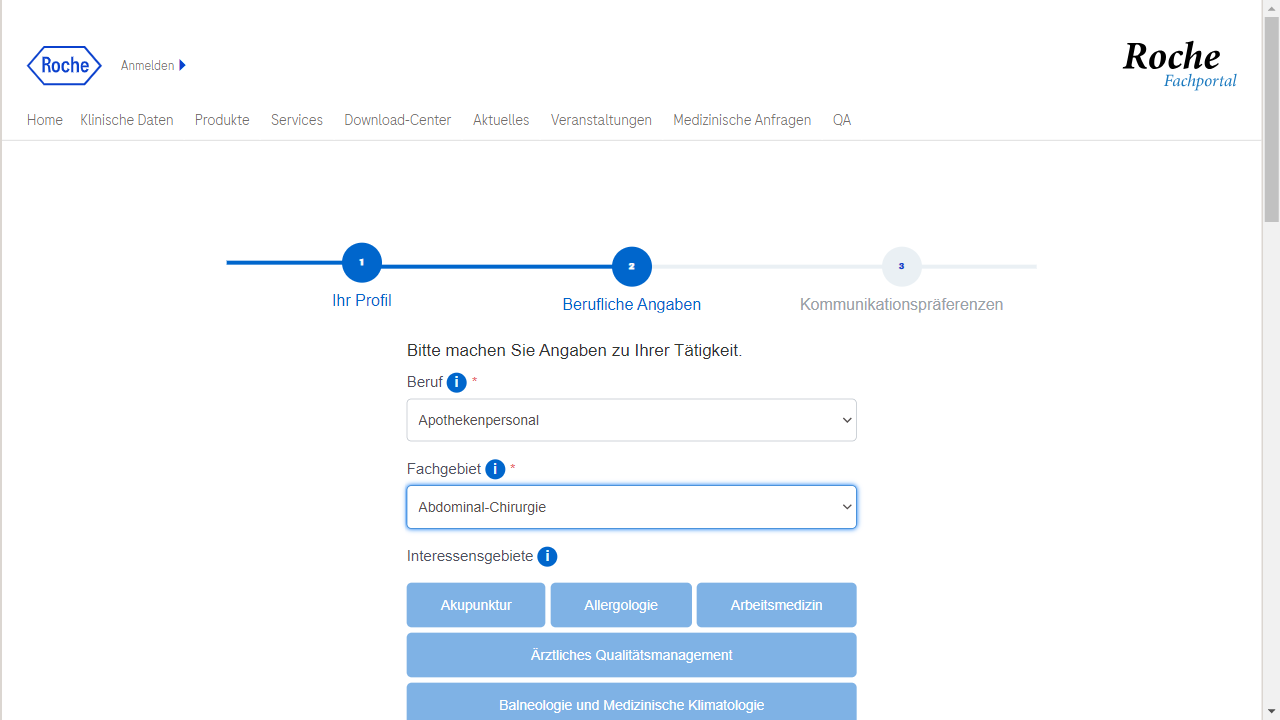 Roche
Anmelden
Roche
Fachportal
Home Klinische Daten Produkte Services Download-Center Aktuelles Veranstaltungen Medizinische Anfragen QA
1 2 3
Ihr Profil Berufliche Angaben Kommunikationspräferenzen
Bitte machen Sie Angaben zu Ihrer Tätigkeit.
Beruf i *
Apothekenpersonal
Fachgebiet i *
Abdominal-Chirurgie
Interessensgebiete i
Akupunktur Allergologie Arbeitsmedizin
Ärztliches Qualitätsmanagement
Balneologie und Medizinische Klimatologie